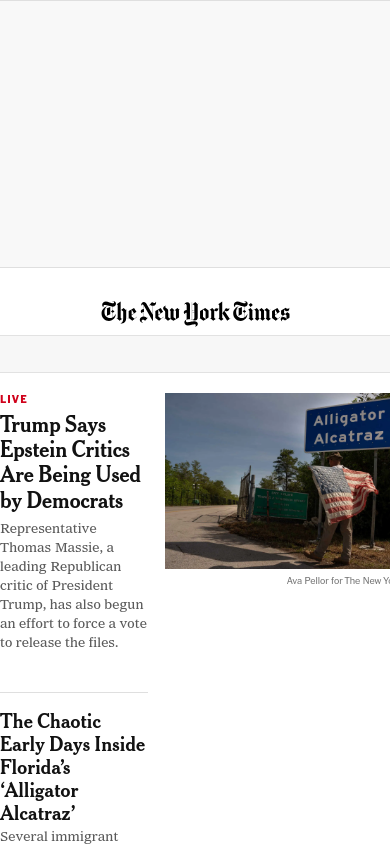 The New York Times
LIVE
Trump Says
Epstein Critics
Are Being Used
by Democrats
Representative
Thomas Massie, a
leading Republican
critic of President
Trump, has also begun
an effort to force a vote
to release the files.
Alligator
Alcatraz
Ava Pellor for The New Yo
The Chaotic
Early Days Inside
Florida’s
‘Alligator
Alcatraz’
Several immigrant